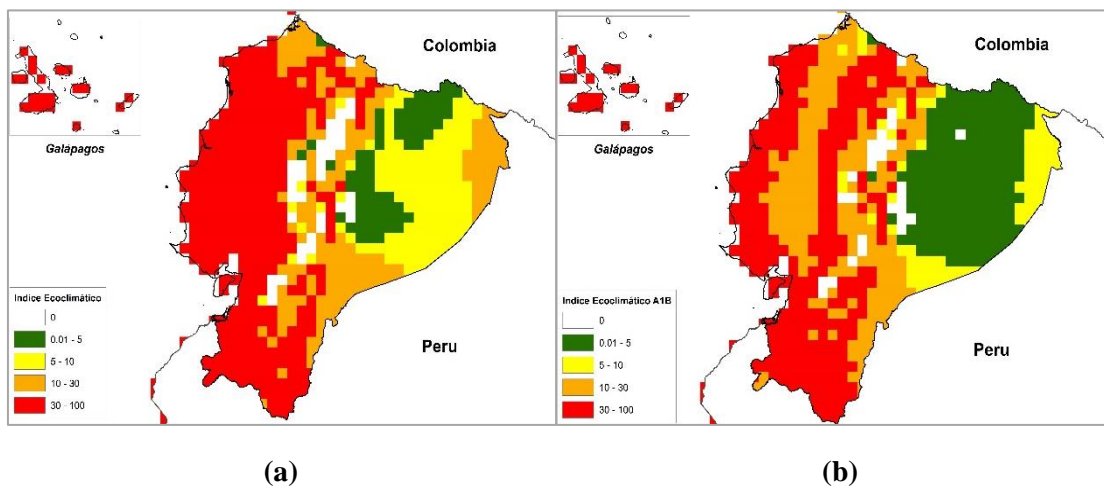 Colombia
Galápagos
Indice Ecoclimático
0
0.01 - 5
5 - 10
10 - 30
30 - 100
Peru
Colombia
Galápagos
Indice Ecoclimático A1B
0
0.01 - 5
5 - 10
10 - 30
30 - 100
Peru
(a)
(b)